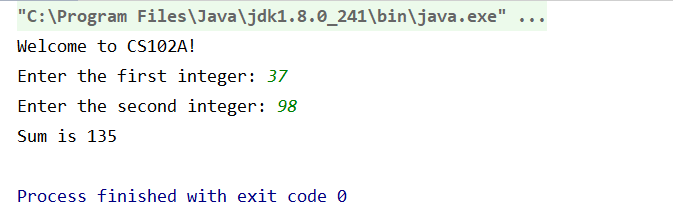 "C:\Program Files\Java\jdk1.8.0_241\bin\java.exe" ...
Welcome to CS102A!
Enter the first integer: 37
Enter the second integer: 98
Sum is 135
Process finished with exit code 0